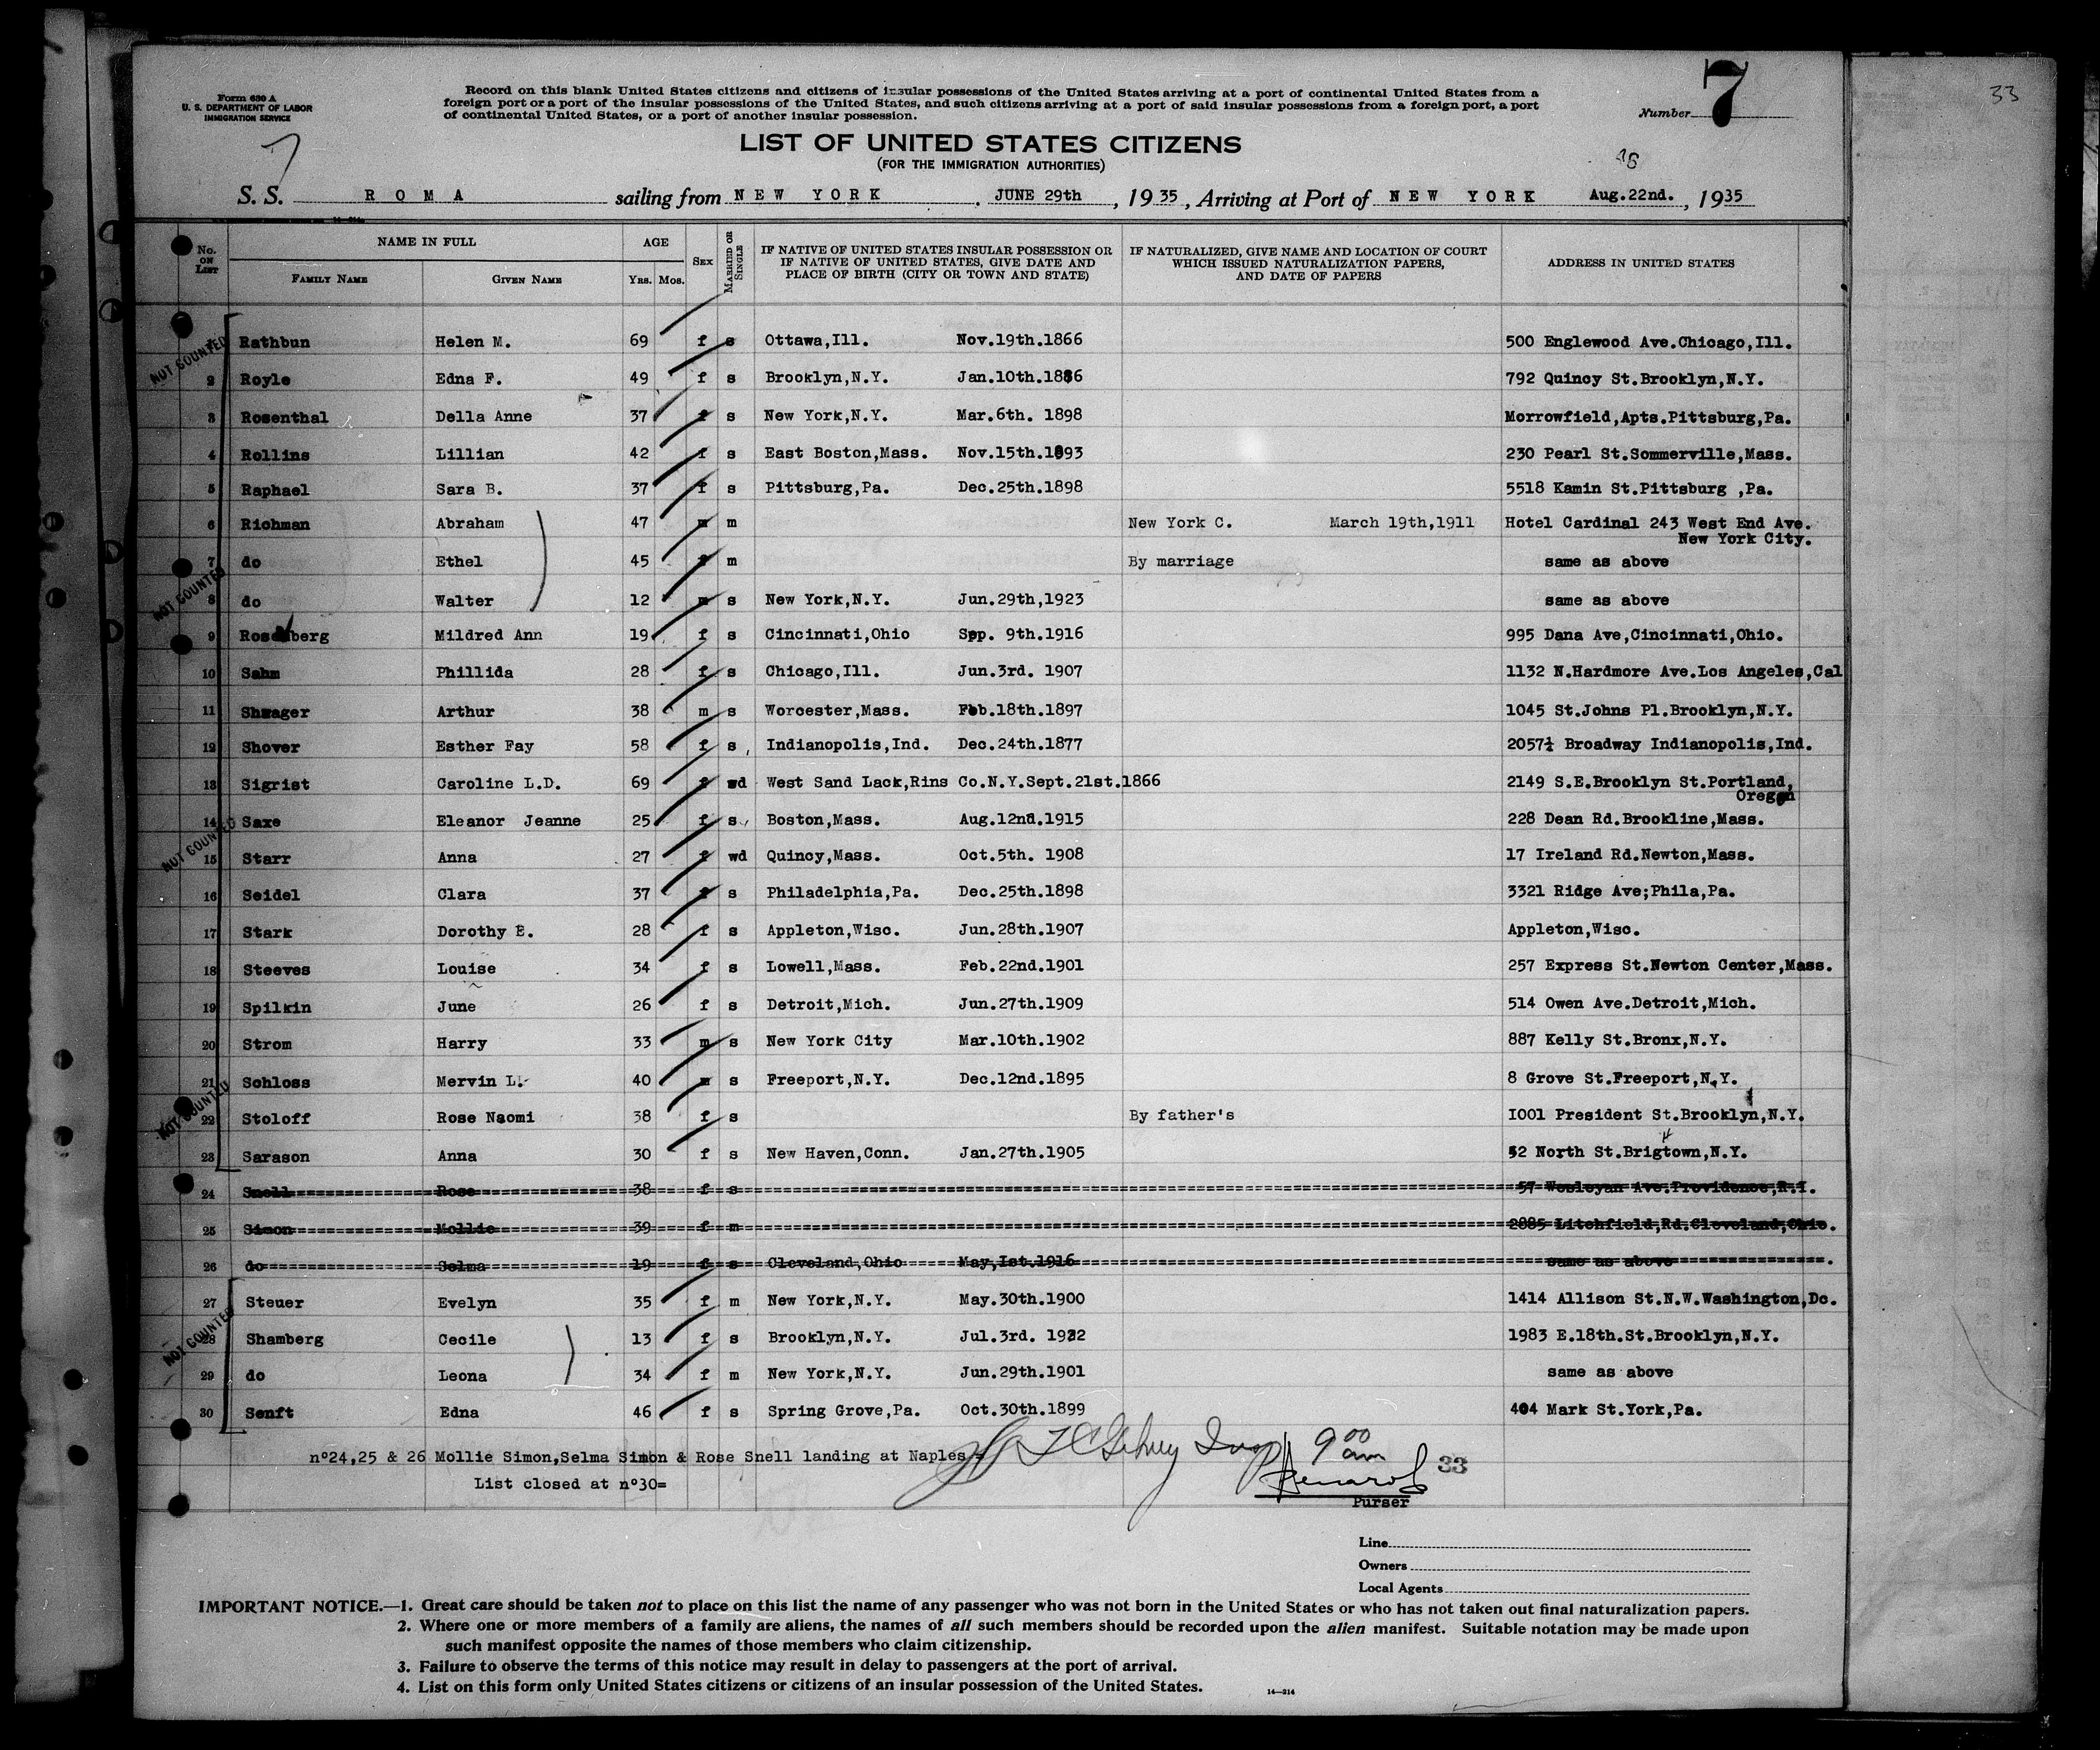 Form 630 A
U. S. DEPARTMENT OF LABOR
IMMIGRATION SERVICE
Record on this blank United States citizens and citizens of insular possessions of the United States arriving at a port of continental United States from a
foreign port or a port of the insular possessions of the United States, and such citizens arriving at a port of said insular possessions from a foreign port, a port
of continental United States, or a port of another insular possession.
Number 7
33
7
LIST OF UNITED STATES CITIZENS
(FOR THE IMMIGRATION AUTHORITIES)
S. S. ROMA sailing from NEW YORK, JUNE 29th, 1935, Arriving at Port of NEW YORK Aug.22nd., 1935
No. ON LIST
NAME IN FULL
FAMILY NAME GIVEN NAME
AGE
YRS. MOS.
SEX
MARRIED OR SINGLE
IF NATIVE OF UNITED STATES INSULAR POSSESSION OR
IF NATIVE OF UNITED STATES, GIVE DATE AND
PLACE OF BIRTH (CITY OR TOWN AND STATE)
IF NATURALIZED, GIVE NAME AND LOCATION OF COURT
WHICH ISSUED NATURALIZATION PAPERS,
AND DATE OF PAPERS
ADDRESS IN UNITED STATES
NOT COUNTED
Rathbun Helen M. 69 f s Ottawa,Ill. Nov.19th.1866 500 Englewood Ave.Chicago,Ill.
2 Royle Edna F. 49 f s Brooklyn,N.Y. Jan.10th.1886 792 Quincy St.Brooklyn,N.Y.
3 Rosenthal Della Anne 37 f s New York,N.Y. Mar.6th. 1898 Morrowfield,Apts.Pittsburg,Pa.
4 Rollins Lillian 42 f s East Boston,Mass. Nov.15th.1893 230 Pearl St.Sommerville,Mass.
5 Raphael Sara B. 37 f s Pittsburg,Pa. Dec.25th.1898 5518 Kamin St.Pittsburg ,Pa.
6 Richman Abraham 47 m m New York C. March 19th,1911 Hotel Cardinal 243 West End Ave.
New York City.
7 do Ethel 45 f m By marriage same as above
NOT COUNTED
8 do Walter 12 m s New York,N.Y. Jun.29th,1923 same as above
9 Rosenberg Mildred Ann 19 f s Cincinnati,Ohio Sep. 9th.1916 995 Dana Ave,Cincinnati,Ohio.
10 Sahm Phillida 28 f s Chicago,Ill. Jun.3rd. 1907 1132 N.Hardmore Ave.Los Angeles,Cal
11 Shwager Arthur 38 m s Worcester,Mass. Feb.18th.1897 1045 St.Johns Pl.Brooklyn,N.Y.
12 Shover Esther Fay 58 f s Indianopolis,Ind. Dec.24th.1877 2057½ Broadway Indianopolis,Ind.
13 Sigrist Caroline L.D. 69 f wd West Sand Lack,Rins Co.N.Y.Sept.21st.1866 2149 S.E.Brooklyn St.Portland,
Oregon
14 Saxe Eleanor Jeanne 25 f s Boston,Mass. Aug.12nd.1915 228 Dean Rd.Brookline,Mass.
NOT COUNTED
15 Starr Anna 27 f wd Quincy,Mass. Oct.5th. 1908 17 Ireland Rd.Newton,Mass.
16 Seidel Clara 37 f s Philadelphia,Pa. Dec.25th.1898 3321 Ridge Ave;Phila,Pa.
17 Stark Dorothy E. 28 f s Appleton,Wisc. Jun.28th.1907 Appleton,Wisc.
18 Steeves Louise 34 f s Lowell,Mass. Feb.22nd.1901 257 Express St.Newton Center,Mass.
19 Spilkin June 26 f s Detroit,Mich. Jun.27th.1909 514 Owen Ave.Detroit,Mich.
20 Strom Harry 33 m s New York City Mar.10th.1902 887 Kelly St.Bronx,N.Y.
21 Schloss Mervin L. 40 m s Freeport,N.Y. Dec.12nd.1895 8 Grove St.Freeport,N.Y.
NOT COUNTED
22 Stoloff Rose Naomi 38 f s By father's I001 President St.Brooklyn,N.Y.
23 Sarason Anna 30 f s New Haven,Conn. Jan.27th.1905 52 North St.Brigtown,N.Y.
24 Snell Rose 38 f s 57 Wesleyan Ave.Providence,R.I.
25 Simon Mollie 39 f m 2885 Litchfield,Rd.Cleveland,Ohio.
26 do Selma 19 f s Cleveland,Ohio May,1st.1916 same as above
27 Steuer Evelyn 35 f m New York,N.Y. May.30th.1900 1414 Allison St.N.W.Washington,Dc.
NOT COUNTED
28 Shamberg Cecile 13 f s Brooklyn,N.Y. Jul.3rd. 1922 1983 E.18th.St.Brooklyn,N.Y.
29 do Leona 34 f m New York,N.Y. Jun.29th.1901 same as above
30 Senft Edna 46 f s Spring Grove,Pa. Oct.30th.1899 404 Mark St.York,Pa.
n°24,25 & 26 Mollie Simon,Selma Simon & Rose Snell landing at Naples
List closed at n°30=
9 00 am
33
Purser
Line
Owners
Local Agents
IMPORTANT NOTICE.—1. Great care should be taken not to place on this list the name of any passenger who was not born in the United States or who has not taken out final naturalization papers.
2. Where one or more members of a family are aliens, the names of all such members should be recorded upon the alien manifest. Suitable notation may be made upon
such manifest opposite the names of those members who claim citizenship.
3. Failure to observe the terms of this notice may result in delay to passengers at the port of arrival.
4. List on this form only United States citizens or citizens of an insular possession of the United States.
14—214